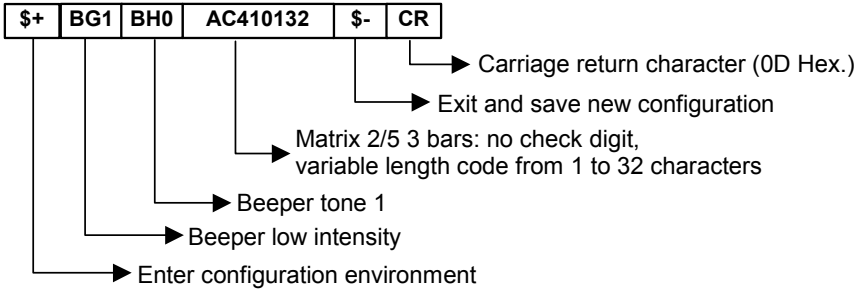 $+ BG1 BH0 AC410132 $- CR
Carriage return character (0D Hex.)
Exit and save new configuration
Matrix 2/5 3 bars: no check digit,
variable length code from 1 to 32 characters
Beeper tone 1
Beeper low intensity
Enter configuration environment